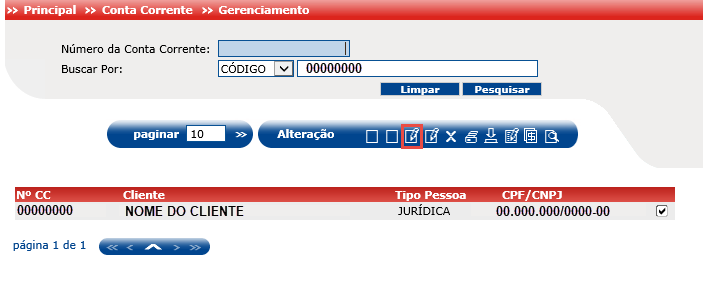 >> Principal >> Conta Corrente >> Gerenciamento
Número da Conta Corrente:
Buscar Por: CÓDIGO 00000000
Limpar Pesquisar
paginar 10 >> Alteração
Nº CC Cliente Tipo Pessoa CPF/CNPJ
00000000 NOME DO CLIENTE JURÍDICA 00.000.000/0000-00
página 1 de 1 << < > >>